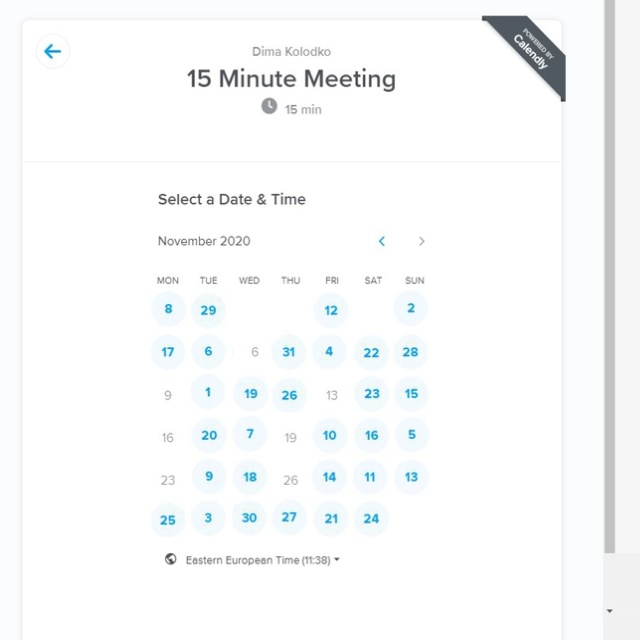 Dima Kolodko
POWERED BY
Calendly
15 Minute Meeting
15 min
Select a Date & Time
November 2020
MON TUE WED THU FRI SAT SUN
8 29 12 2
17 6 6 31 4 22 28
9 1 19 26 13 23 15
16 20 7 19 10 16 5
23 9 18 26 14 11 13
25 3 30 27 21 24
Eastern European Time (11:38)